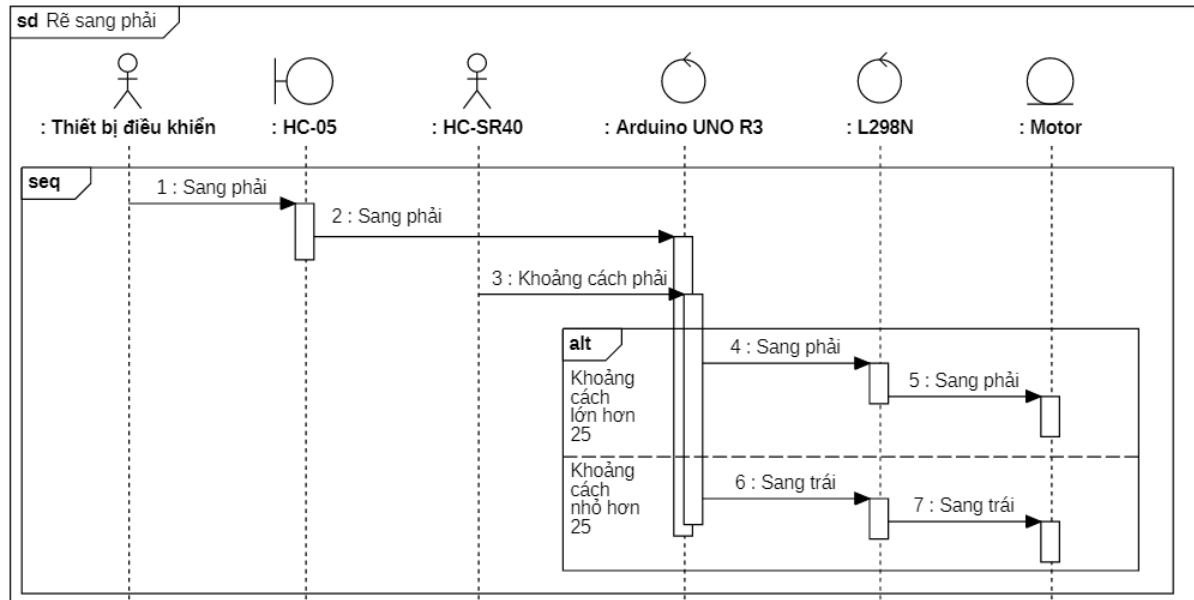 sd Rẽ sang phải
: Thiết bị điều khiển
: HC-05
: HC-SR40
: Arduino UNO R3
: L298N
: Motor
seq
1 : Sang phải
2 : Sang phải
3 : Khoảng cách phải
alt
4 : Sang phải
Khoảng
cách
lớn hơn
25
5 : Sang phải
Khoảng
cách
nhỏ hơn
25
6 : Sang trái
7 : Sang trái